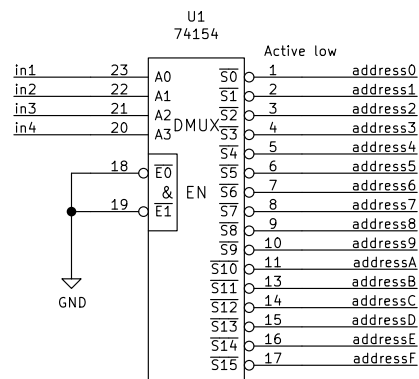 U1
74154
Active low
in1 23 A0 S0 1 address0
in2 22 A1 S1 2 address1
in3 21 A2 DMUX S2 3 address2
in4 20 A3 S3 4 address3
S4 5 address4
18 E0 S5 6 address5
& EN S6 7 address6
19 E1 S7 8 address7
S8 9 address8
S9 10 address9
GND S10 11 addressA
S11 13 addressB
S12 14 addressC
S13 15 addressD
S14 16 addressE
S15 17 addressF